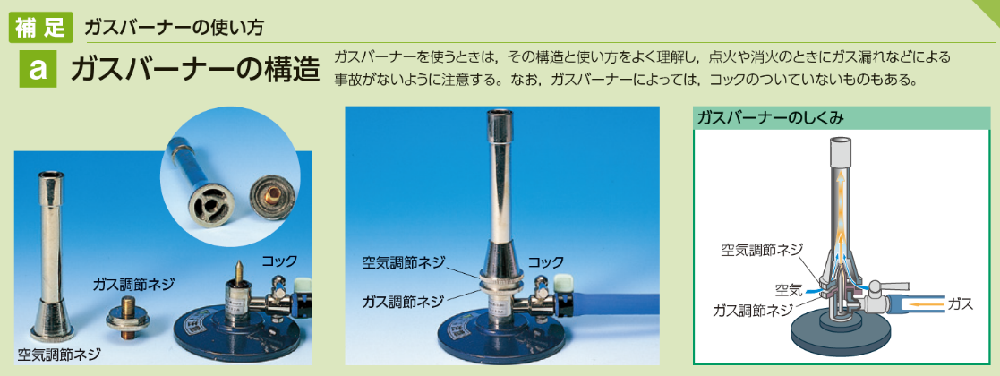 補足 ガスバーナーの使い方
a ガスバーナーの構造
ガスバーナーを使うときは，その構造と使い方をよく理解し，点火や消火のときにガス漏れなどによる
事故がないように注意する。なお，ガスバーナーによっては，コックのついていないものもある。
空気調節ネジ
ガス調節ネジ
コック
空気調節ネジ
コック
ガス調節ネジ
ガスバーナーのしくみ
空気調節ネジ
空気
ガス調節ネジ
ガス